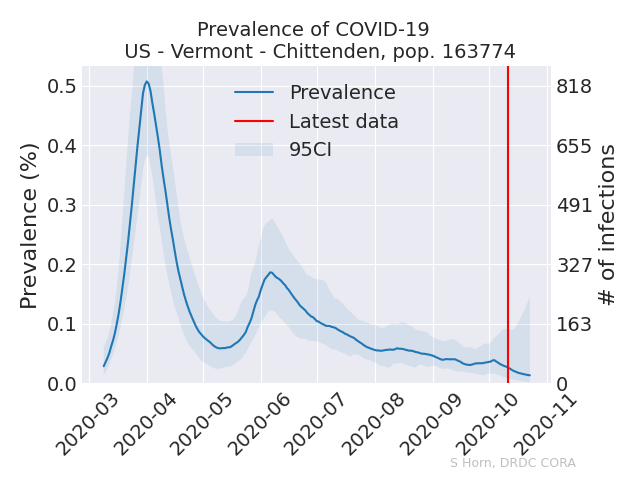 Prevalence of COVID-19
US - Vermont - Chittenden, pop. 163774
Prevalence (%)
0.5
0.4
0.3
0.2
0.1
0.0
Prevalence
Latest data
95CI
818
655
491
327
163
0
# of infections
2020-03
2020-04
2020-05
2020-06
2020-07
2020-08
2020-09
2020-10
2020-11
S Horn, DRDC CORA